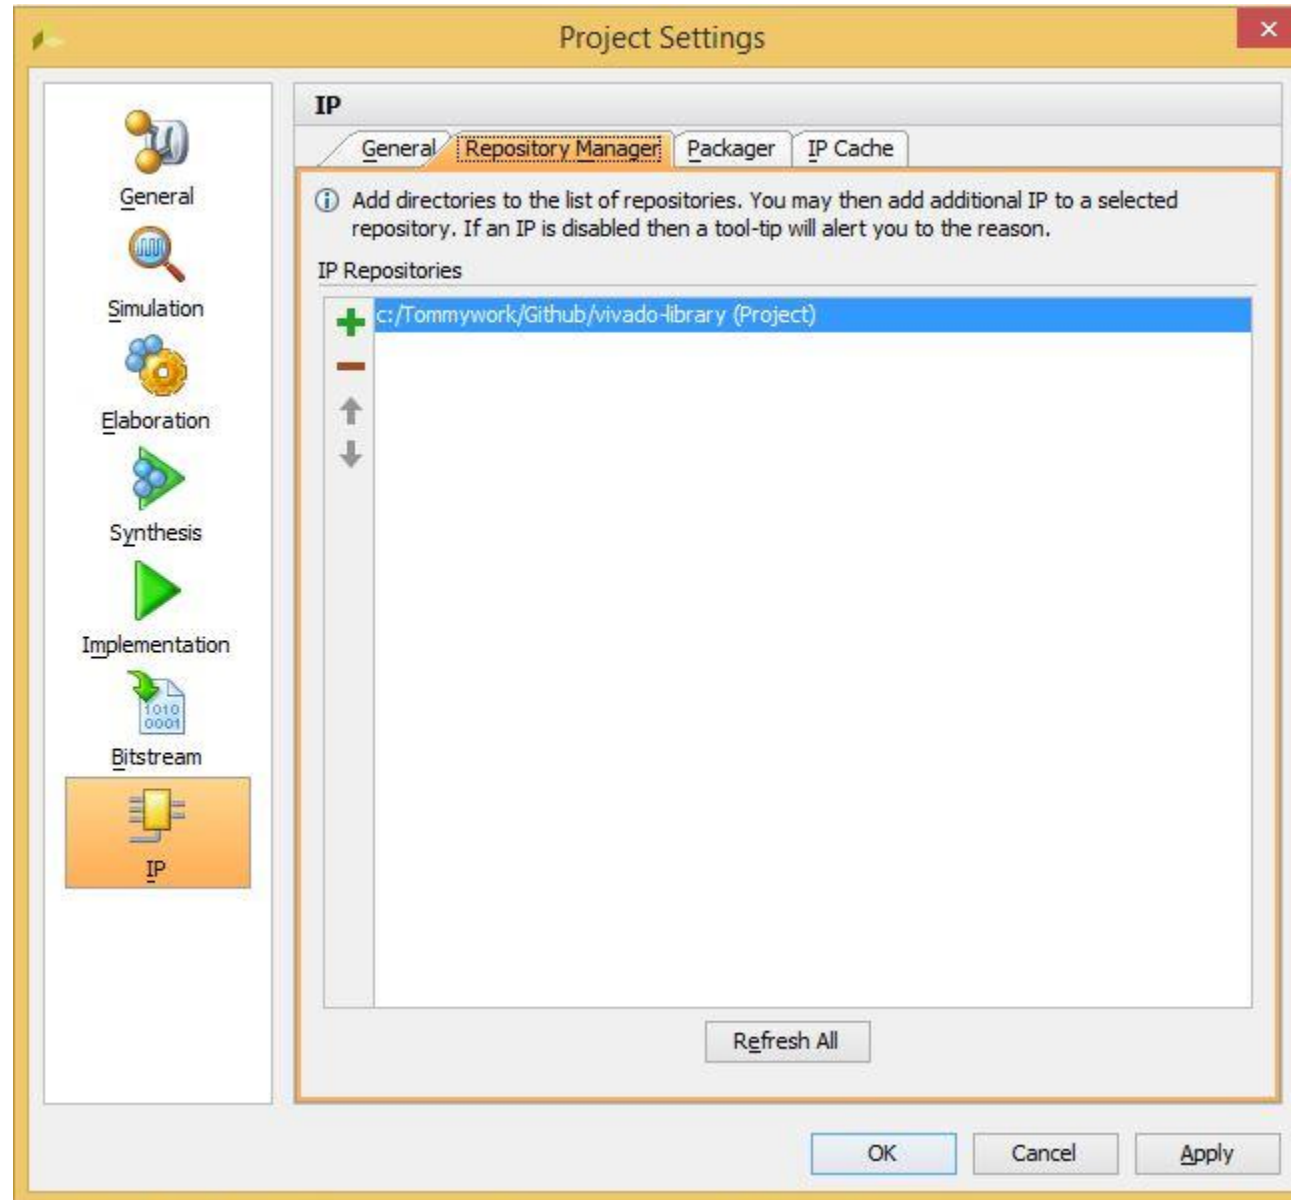 Project Settings
General
Simulation
Elaboration
Synthesis
Implementation
1010
0001
Bitstream
IP
IP
General Repository Manager Packager IP Cache
Add directories to the list of repositories. You may then add additional IP to a selected
repository. If an IP is disabled then a tool-tip will alert you to the reason.
IP Repositories
c:/Tommywork/Github/vivado-library (Project)
Refresh All
OK Cancel Apply